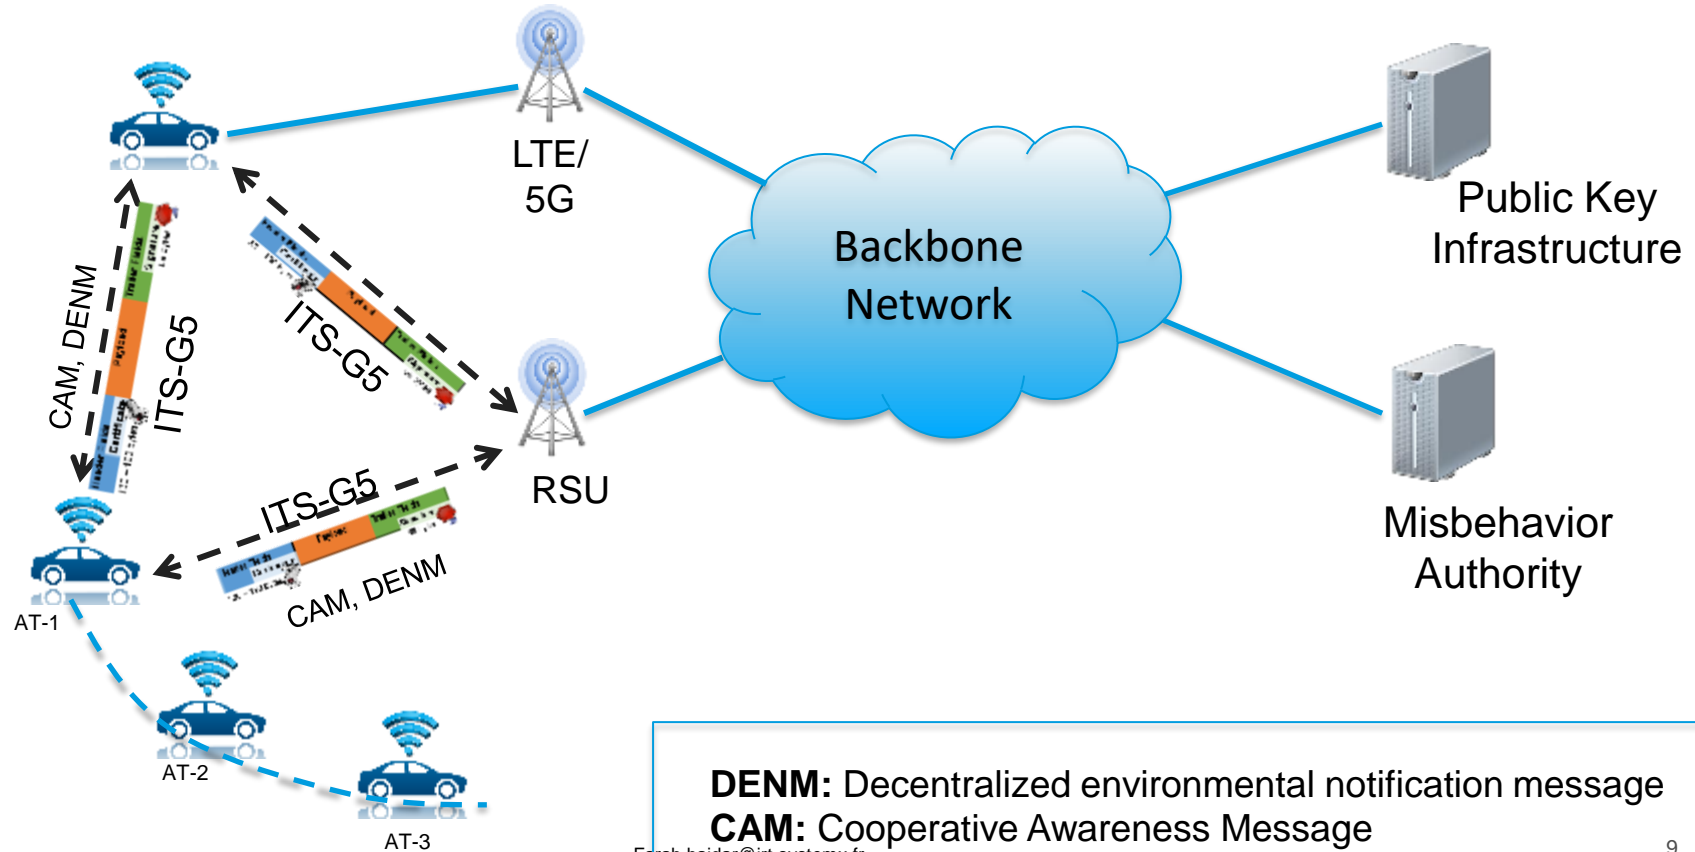 LTE/
5G
Backbone
Network
Public Key
Infrastructure
CAM, DENM
ITS-G5
ITS-G5
Payload
RSU
ITS-G5
CAM, DENM
Misbehavior
Authority
AT-1
AT-2
AT-3
DENM: Decentralized environmental notification message
CAM: Cooperative Awareness Message
9